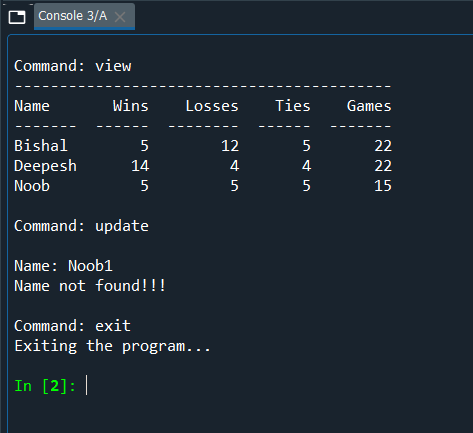 Console 3/A
Command: view
------------------------------------------
Name       Wins    Losses    Ties    Games
-------  ------  --------  ------  -------
Bishal        5        12       5       22
Deepesh      14         4       4       22
Noob          5         5       5       15
Command: update
Name: Noob1
Name not found!!!
Command: exit
Exiting the program...
In [2]: